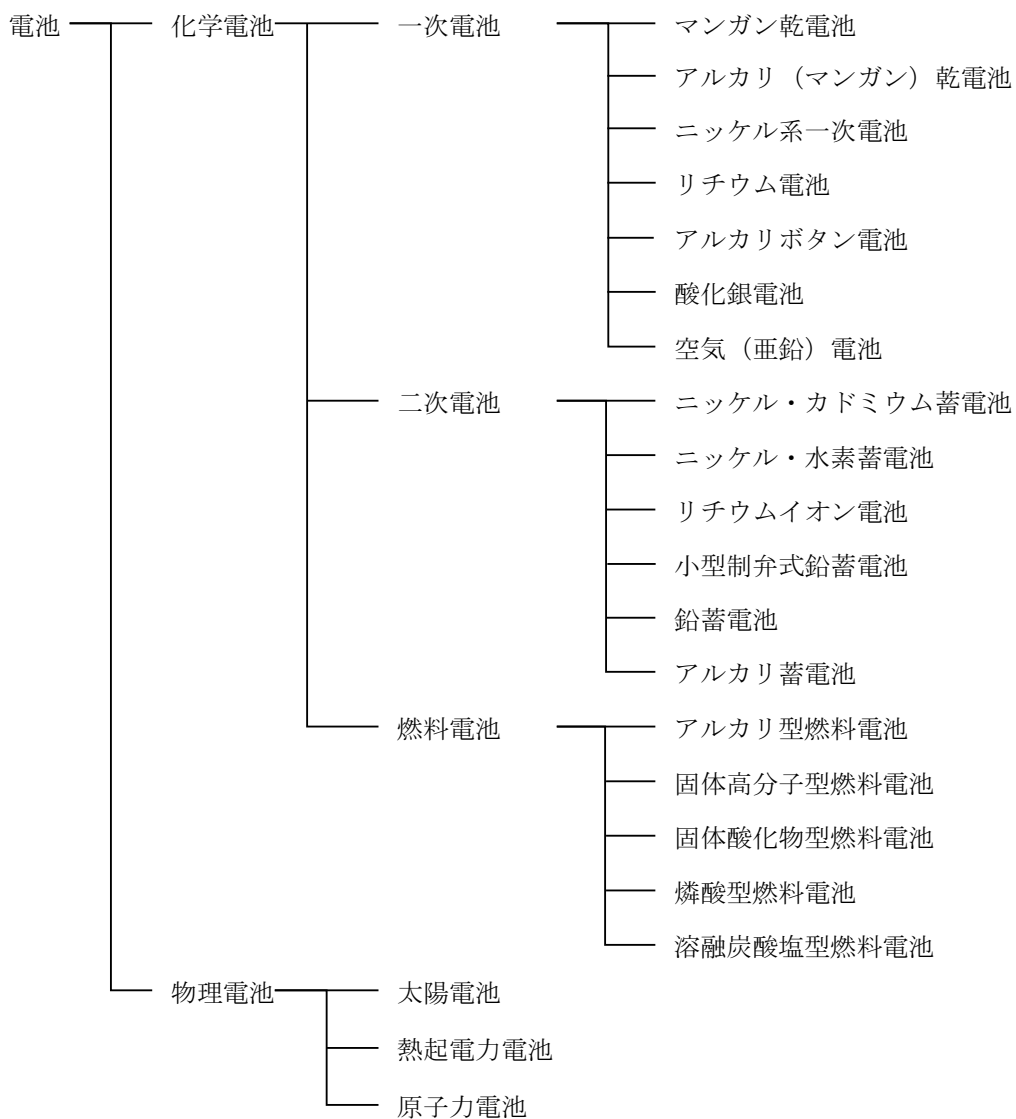 電池 化学電池 一次電池 マンガン乾電池
アルカリ（マンガン）乾電池
ニッケル系一次電池
リチウム電池
アルカリボタン電池
酸化銀電池
空気（亜鉛）電池
二次電池 ニッケル・カドミウム蓄電池
ニッケル・水素蓄電池
リチウムイオン電池
小型制弁式鉛蓄電池
鉛蓄電池
アルカリ蓄電池
燃料電池 アルカリ型燃料電池
固体高分子型燃料電池
固体酸化物型燃料電池
燐酸型燃料電池
溶融炭酸塩型燃料電池
物理電池 太陽電池
熱起電力電池
原子力電池